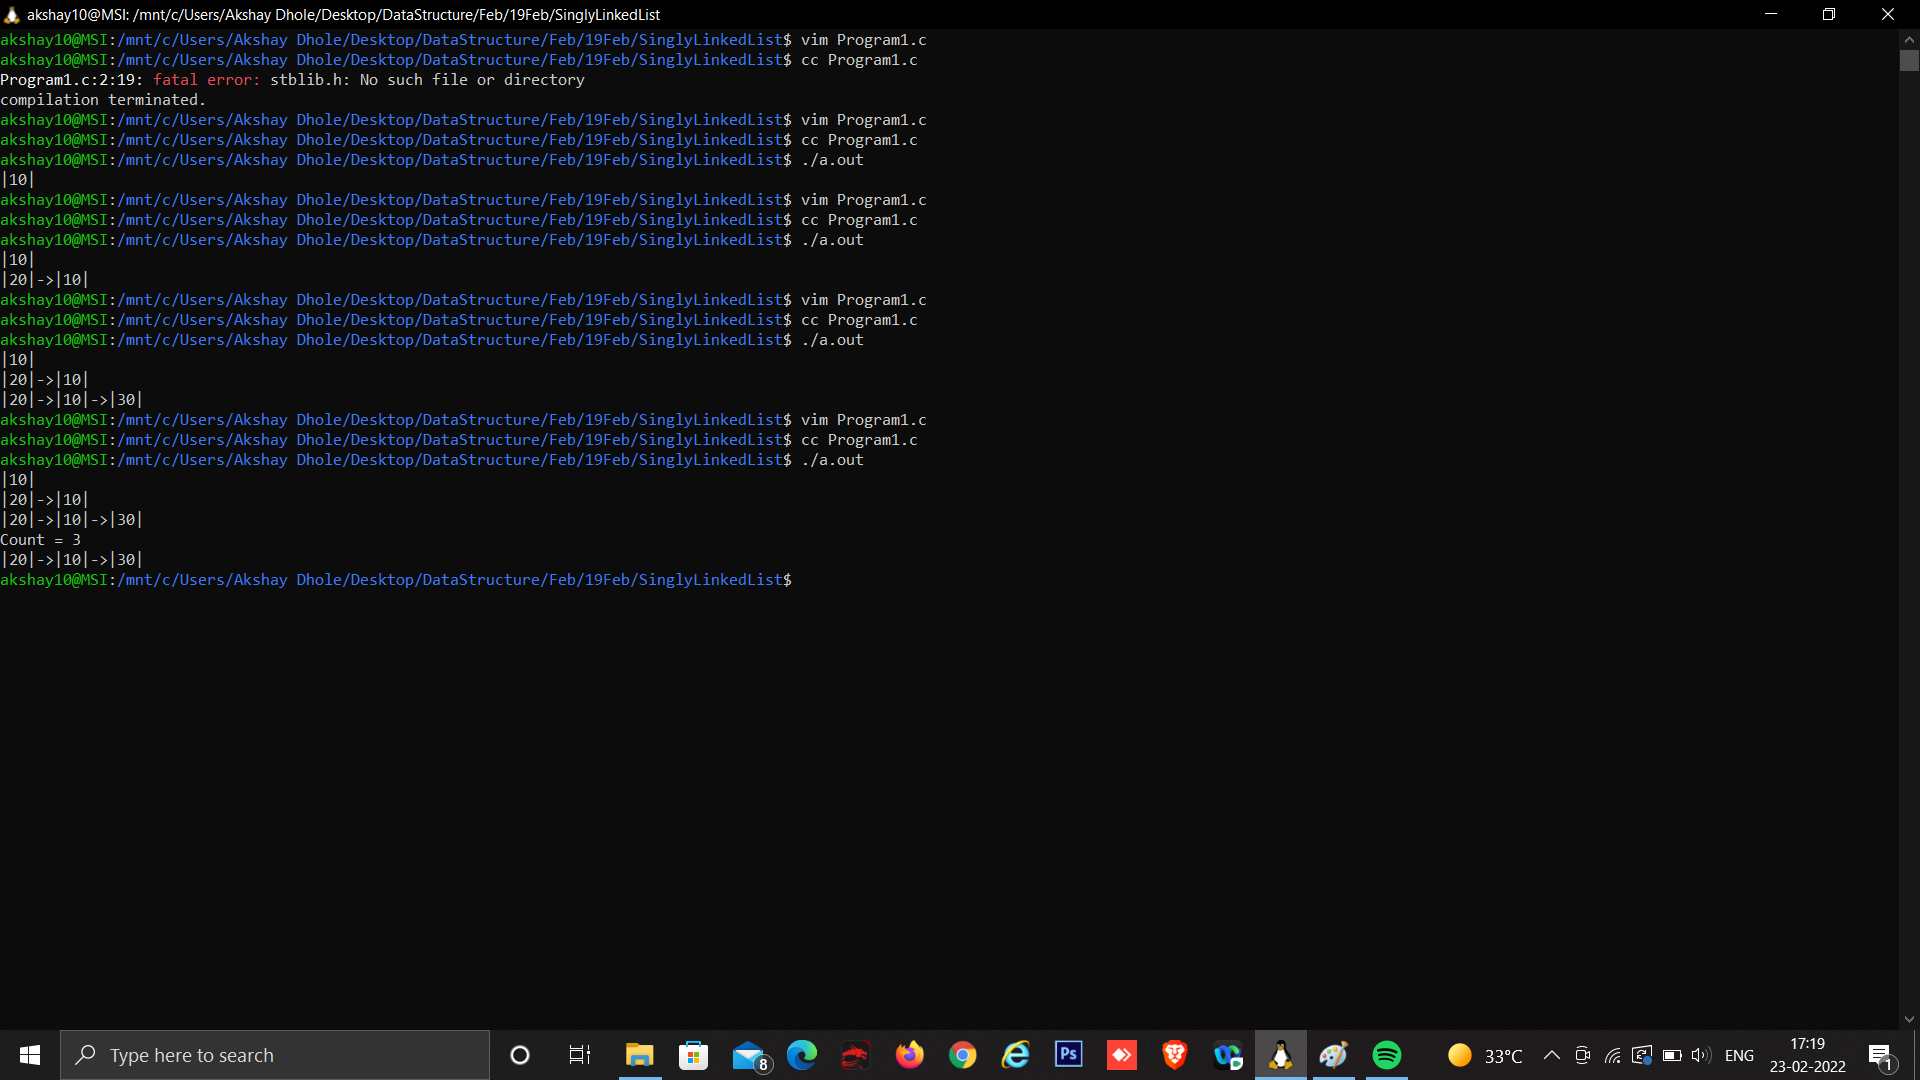 akshay10@MSI: /mnt/c/Users/Akshay Dhole/Desktop/DataStructure/Feb/19Feb/SinglyLinkedList
akshay10@MSI:/mnt/c/Users/Akshay Dhole/Desktop/DataStructure/Feb/19Feb/SinglyLinkedList$ vim Program1.c
akshay10@MSI:/mnt/c/Users/Akshay Dhole/Desktop/DataStructure/Feb/19Feb/SinglyLinkedList$ cc Program1.c
Program1.c:2:19: fatal error: stblib.h: No such file or directory
compilation terminated.
akshay10@MSI:/mnt/c/Users/Akshay Dhole/Desktop/DataStructure/Feb/19Feb/SinglyLinkedList$ vim Program1.c
akshay10@MSI:/mnt/c/Users/Akshay Dhole/Desktop/DataStructure/Feb/19Feb/SinglyLinkedList$ cc Program1.c
akshay10@MSI:/mnt/c/Users/Akshay Dhole/Desktop/DataStructure/Feb/19Feb/SinglyLinkedList$ ./a.out
|10|
akshay10@MSI:/mnt/c/Users/Akshay Dhole/Desktop/DataStructure/Feb/19Feb/SinglyLinkedList$ vim Program1.c
akshay10@MSI:/mnt/c/Users/Akshay Dhole/Desktop/DataStructure/Feb/19Feb/SinglyLinkedList$ cc Program1.c
akshay10@MSI:/mnt/c/Users/Akshay Dhole/Desktop/DataStructure/Feb/19Feb/SinglyLinkedList$ ./a.out
|10|
|20|->|10|
akshay10@MSI:/mnt/c/Users/Akshay Dhole/Desktop/DataStructure/Feb/19Feb/SinglyLinkedList$ vim Program1.c
akshay10@MSI:/mnt/c/Users/Akshay Dhole/Desktop/DataStructure/Feb/19Feb/SinglyLinkedList$ cc Program1.c
akshay10@MSI:/mnt/c/Users/Akshay Dhole/Desktop/DataStructure/Feb/19Feb/SinglyLinkedList$ ./a.out
|10|
|20|->|10|
|20|->|10|->|30|
akshay10@MSI:/mnt/c/Users/Akshay Dhole/Desktop/DataStructure/Feb/19Feb/SinglyLinkedList$ vim Program1.c
akshay10@MSI:/mnt/c/Users/Akshay Dhole/Desktop/DataStructure/Feb/19Feb/SinglyLinkedList$ cc Program1.c
akshay10@MSI:/mnt/c/Users/Akshay Dhole/Desktop/DataStructure/Feb/19Feb/SinglyLinkedList$ ./a.out
|10|
|20|->|10|
|20|->|10|->|30|
Count = 3
|20|->|10|->|30|
akshay10@MSI:/mnt/c/Users/Akshay Dhole/Desktop/DataStructure/Feb/19Feb/SinglyLinkedList$
Type here to search
8
Ps
33°C
ENG
17:19
23-02-2022
1